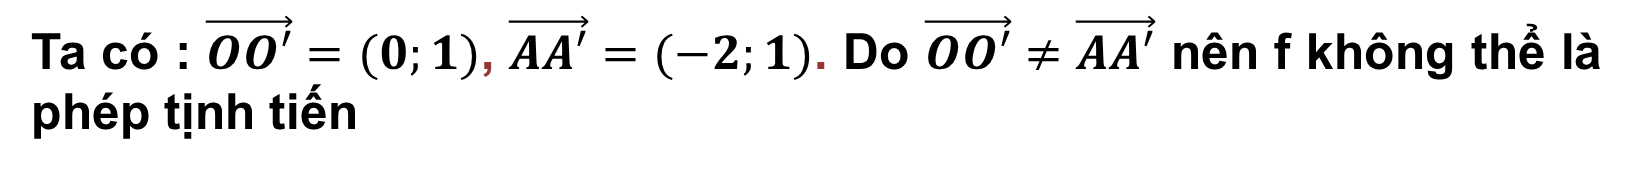 Ta có : $\overrightarrow{OO'} = (0; 1), \overrightarrow{AA'} = (-2; 1).$ Do $\overrightarrow{OO'} \neq \overrightarrow{AA'}$ nên f không thể là
phép tịnh tiến